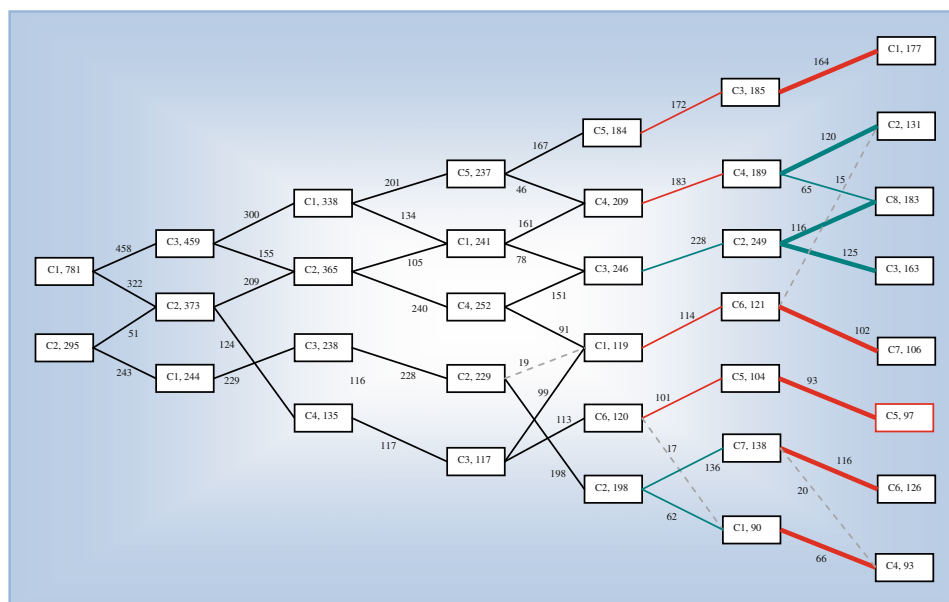 C1, 177
164
C3, 185
172
C2, 131
C5, 184
120
167
C5, 237
C4, 189
15
201
46
183
65
C8, 183
C1, 338
C4, 209
300
134
161
116
C3, 459
C1, 241
C2, 249
228
458
155
105
78
125
C1, 781
C2, 365
C3, 246
C3, 163
322
209
151
C2, 373
240
C4, 252
C6, 121
114
51
124
91
102
C2, 295
C3, 238
C1, 119
C7, 106
19
243
C1, 244
229
116
228
C2, 229
C5, 104
93
99
101
C4, 135
C6, 120
C5, 97
113
117
17
C7, 138
C3, 117
136
116
198
C2, 198
20
C6, 126
62
C1, 90
66
C4, 93